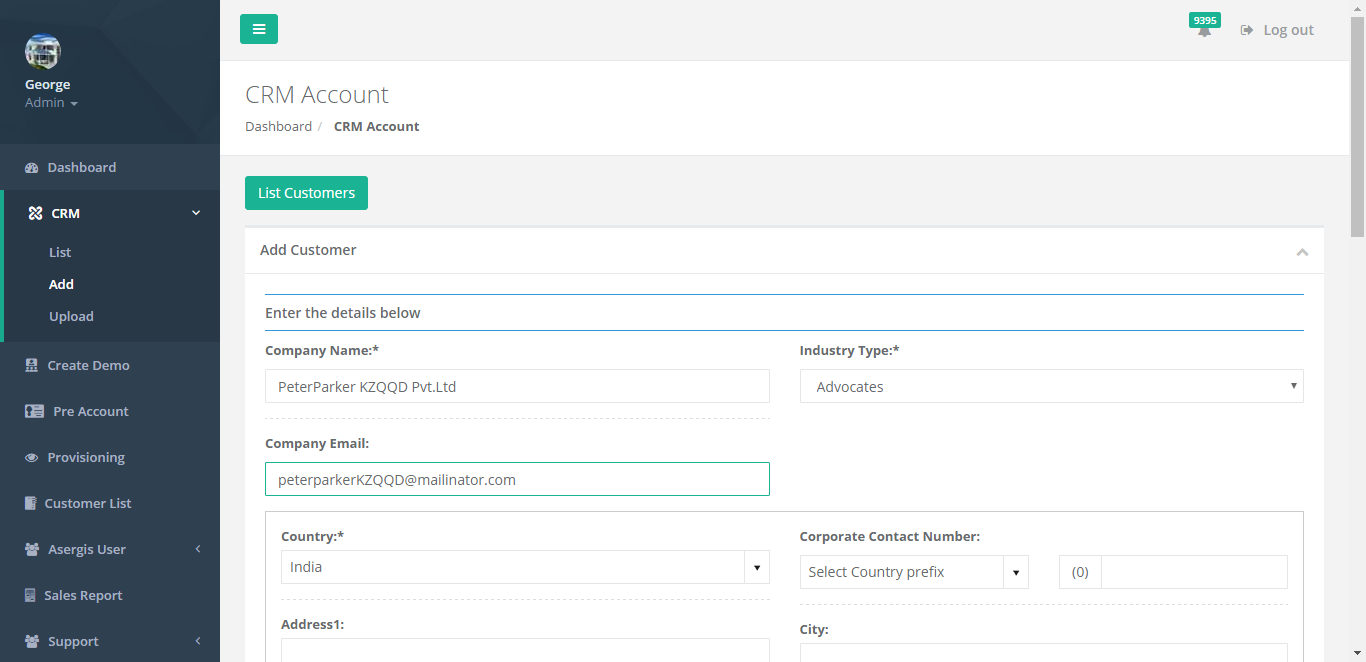 9395
Log out
George
Admin
CRM Account
Dashboard / CRM Account
Dashboard
CRM
List
Add
Upload
Create Demo
Pre Account
Provisioning
Customer List
Asergis User
Sales Report
Support
List Customers
Add Customer
Enter the details below
Company Name:*
PeterParker KZQQD Pvt.Ltd
Industry Type:*
Advocates
Company Email:
peterparkerKZQQD@mailinator.com
Country:*
India
Corporate Contact Number:
Select Country prefix
(0)
Address1:
City: